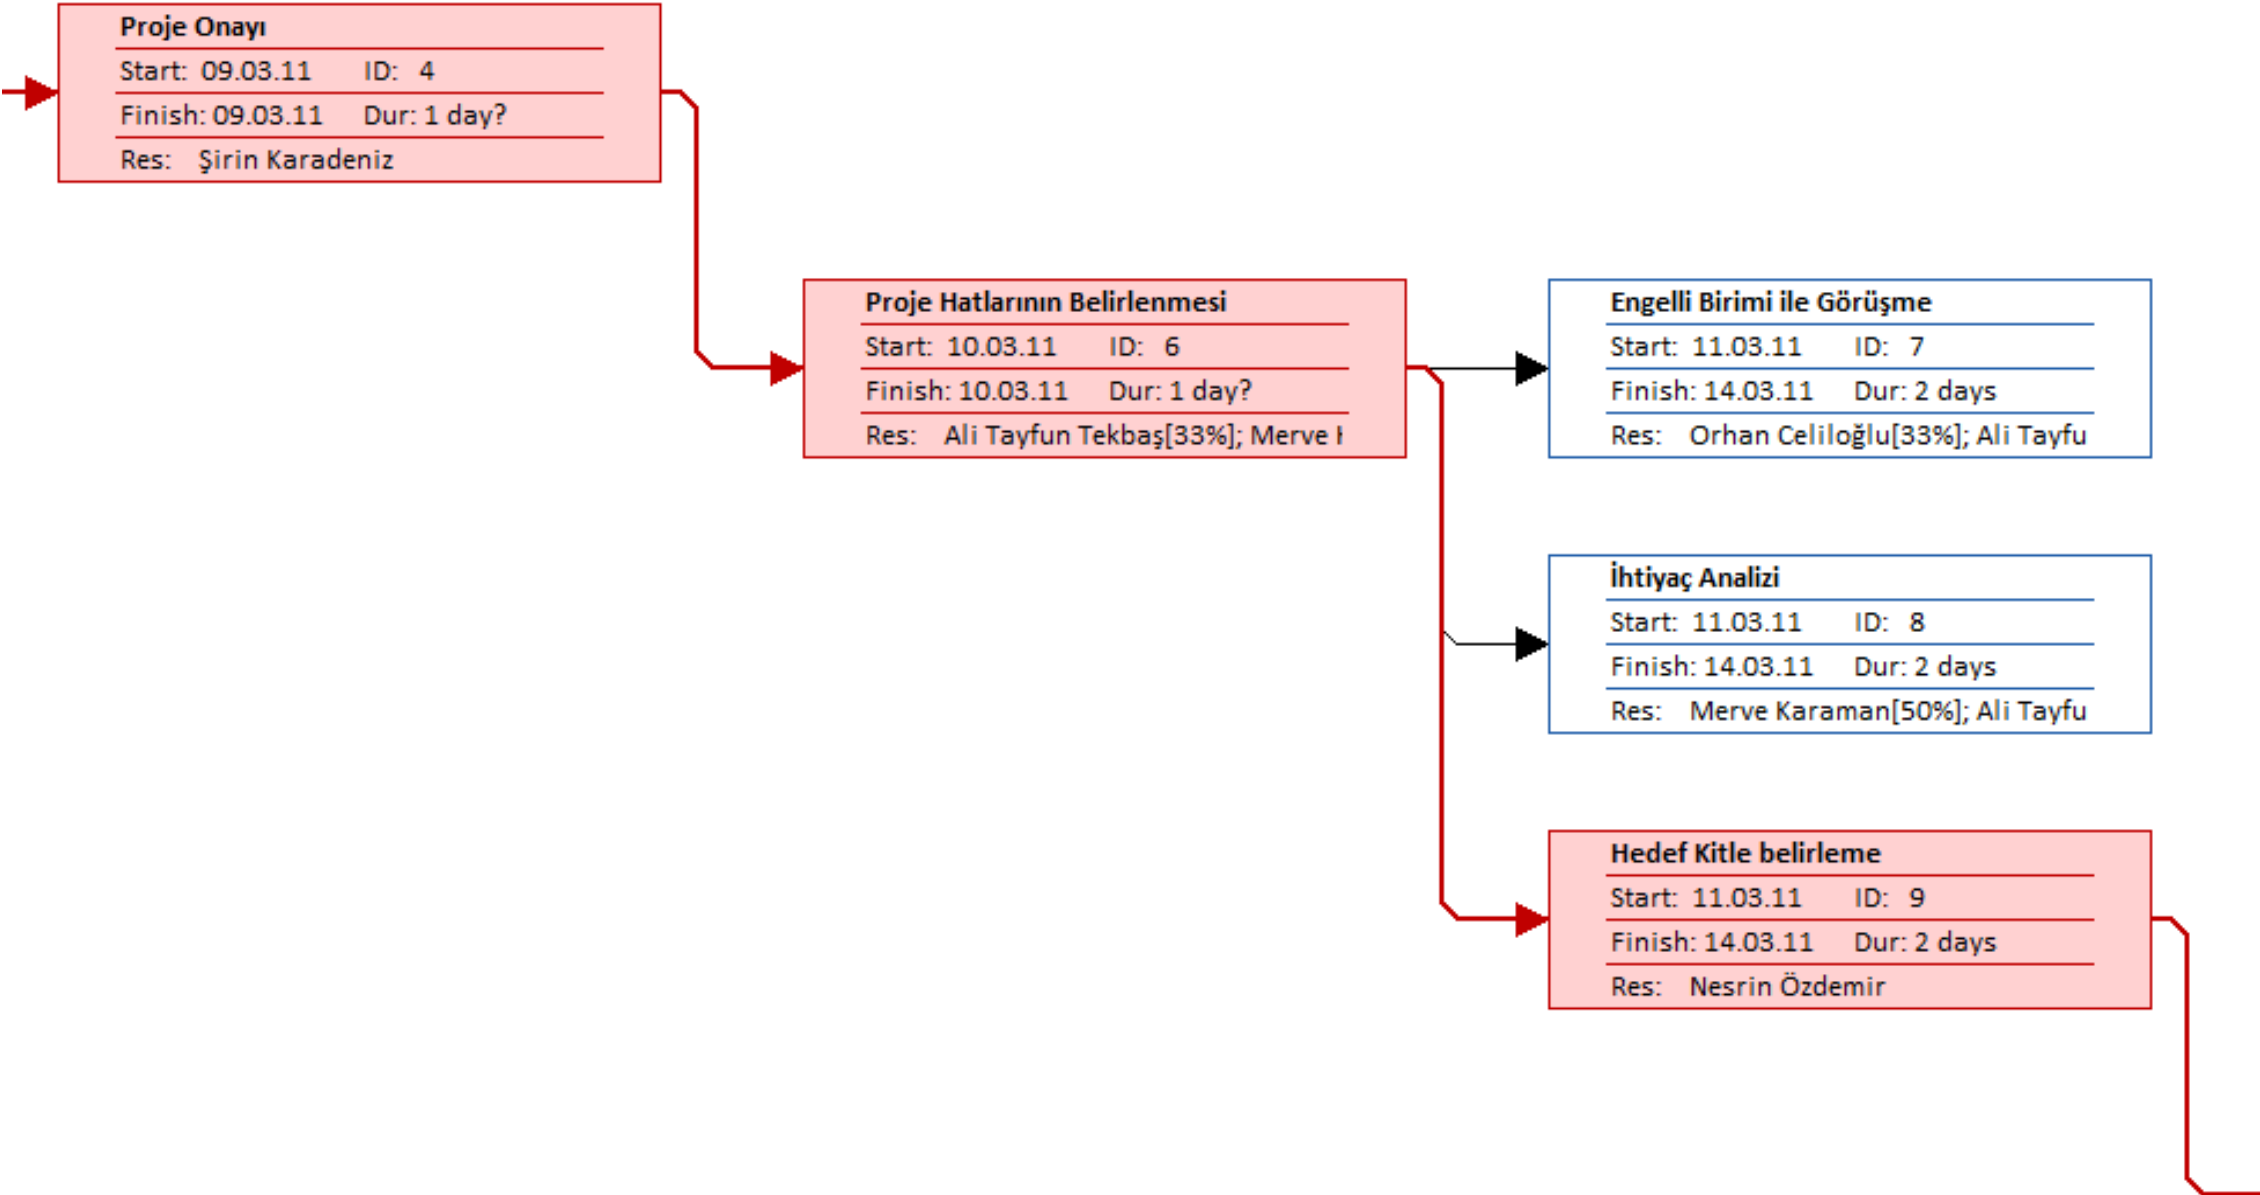 Proje Onayı
Start: 09.03.11 ID: 4
Finish: 09.03.11 Dur: 1 day?
Res: Şirin Karadeniz
Proje Hatlarının Belirlenmesi
Start: 10.03.11 ID: 6
Finish: 10.03.11 Dur: 1 day?
Res: Ali Tayfun Tekbaş[33%]; Merve
Engelli Birimi ile Görüşme
Start: 11.03.11 ID: 7
Finish: 14.03.11 Dur: 2 days
Res: Orhan Celiloğlu[33%]; Ali Tayfu
İhtiyaç Analizi
Start: 11.03.11 ID: 8
Finish: 14.03.11 Dur: 2 days
Res: Merve Karaman[50%]; Ali Tayfu
Hedef Kitle belirleme
Start: 11.03.11 ID: 9
Finish: 14.03.11 Dur: 2 days
Res: Nesrin Özdemir